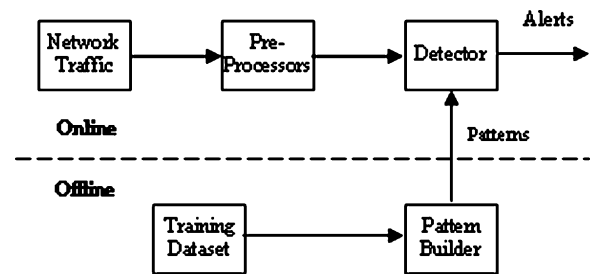 Alerts
Network
Traffic
Pre-
Processors
Detector
Online
Patterns
Offline
Training
Dataset
Pattern
Builder